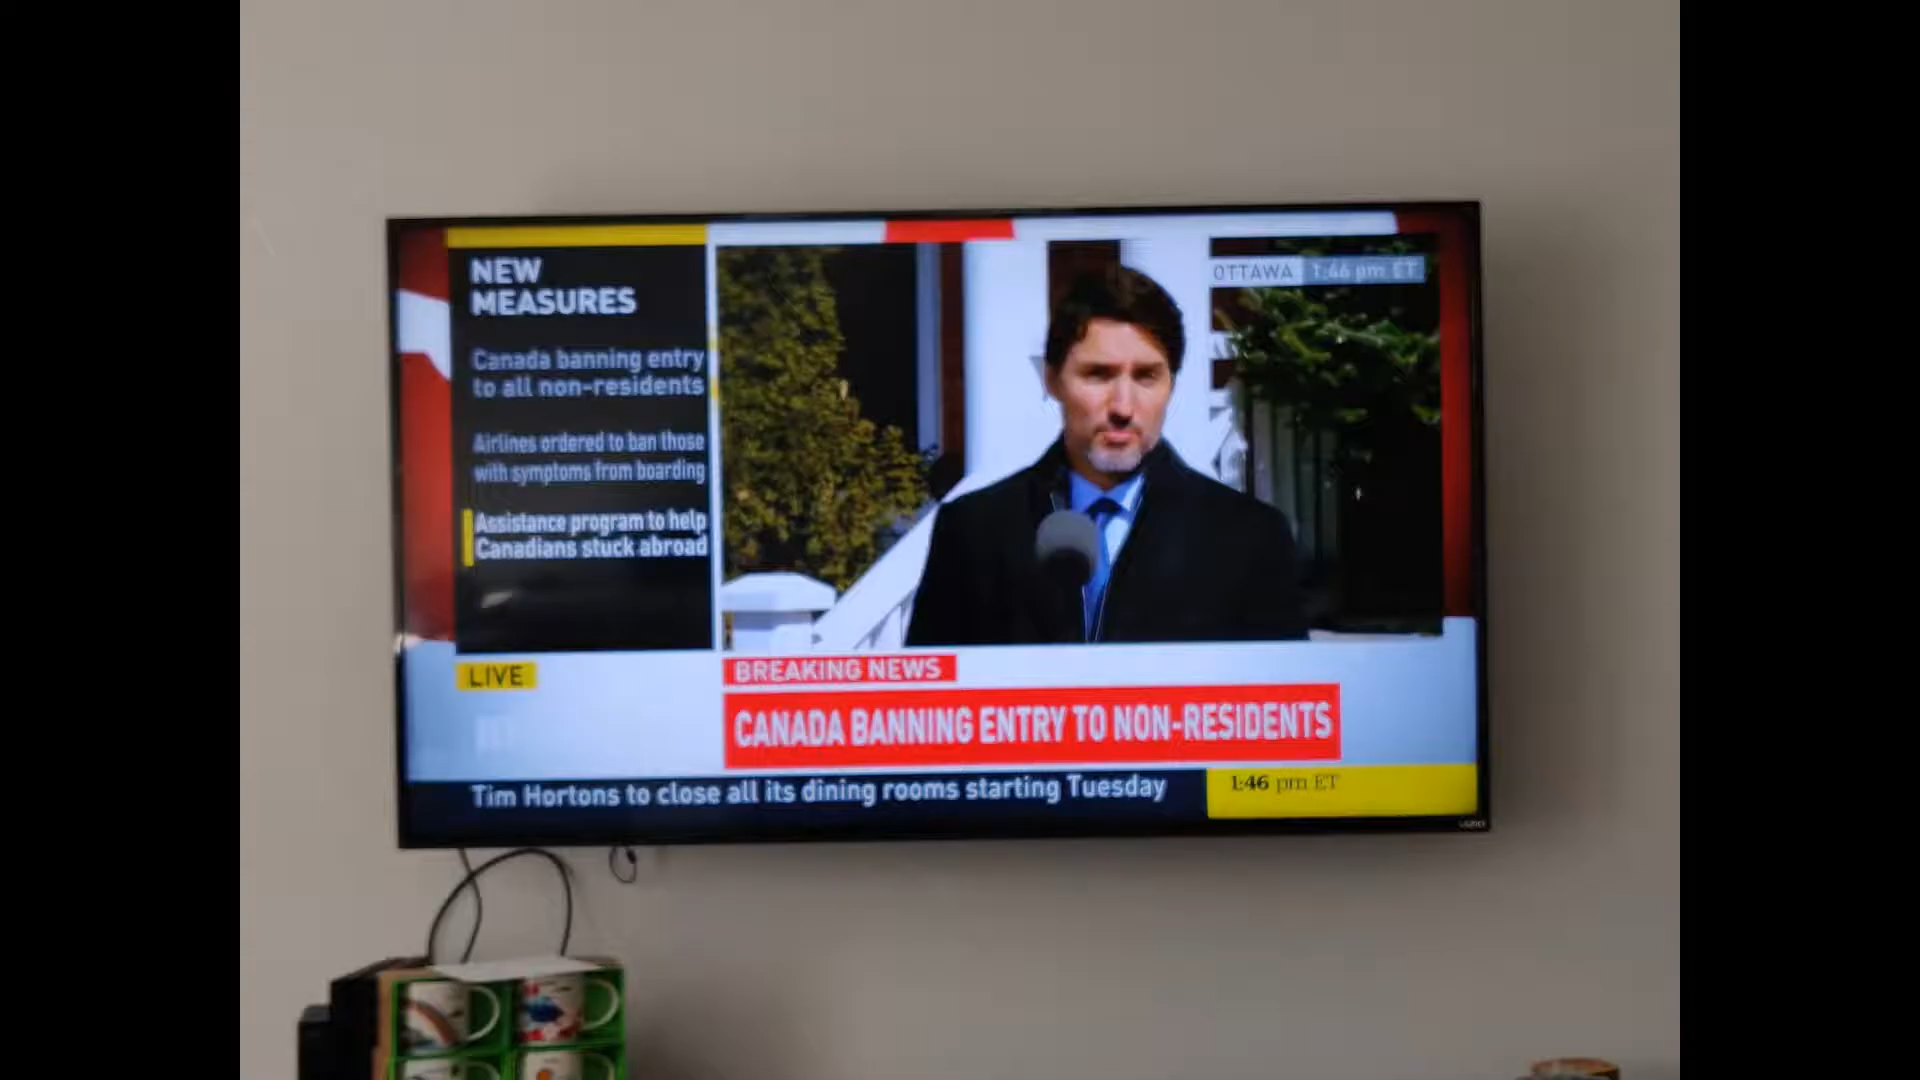 NEW
MEASURES
Canada banning entry
to all non-residents
Airlines ordered to ban those
with symptoms from boarding
Assistance program to help
Canadians stuck abroad
OTTAWA 1:46 pm ET
LIVE
BREAKING NEWS
CANADA BANNING ENTRY TO NON-RESIDENTS
Tim Hortons to close all its dining rooms starting Tuesday
1:46 pm ET